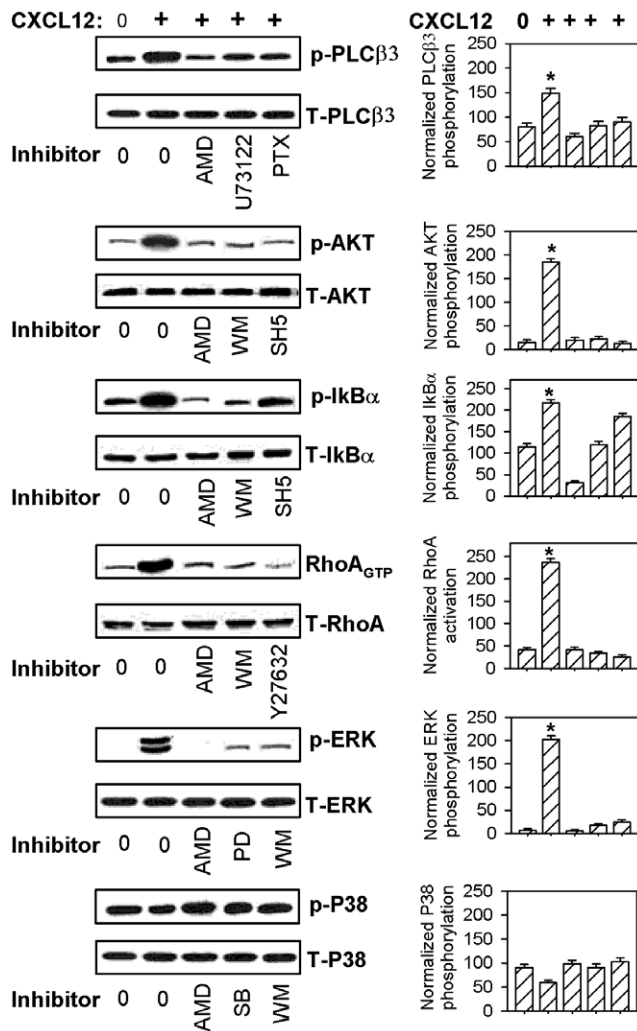 CXCL12: 0 + + + +
p-PLCβ3
T-PLCβ3
Inhibitor 0 0 AMD U73122 PTX
p-AKT
T-AKT
Inhibitor 0 0 AMD WM SH5
p-IkBα
T-IkBα
Inhibitor 0 0 AMD WM SH5
RhoAGTP
T-RhoA
Inhibitor 0 0 AMD WM Y27632
p-ERK
T-ERK
Inhibitor 0 0 AMD PD WM
p-P38
T-P38
Inhibitor 0 0 AMD SB WM
CXCL12 0 + + + +
Normalized PLCβ3
phosphorylation
250
200
150
100
50
0
*
Normalized AKT
phosphorylation
250
200
150
100
50
0
*
Normalized IkBα
phosphorylation
250
200
150
100
50
0
*
Normalized RhoA
activation
250
200
150
100
50
0
*
Normalized ERK
phosphorylation
250
200
150
100
50
0
*
Normalized P38
phosphorylation
250
200
150
100
50
0